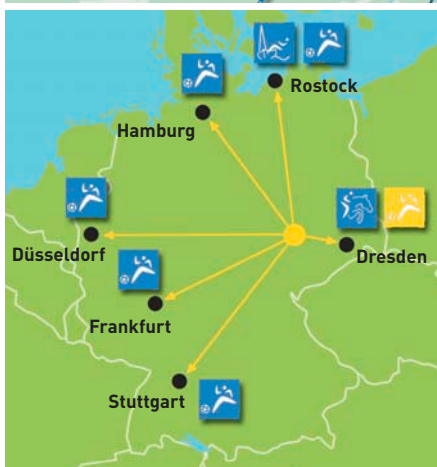 Rostock
Hamburg
Düsseldorf
Dresden
Frankfurt
Stuttgart